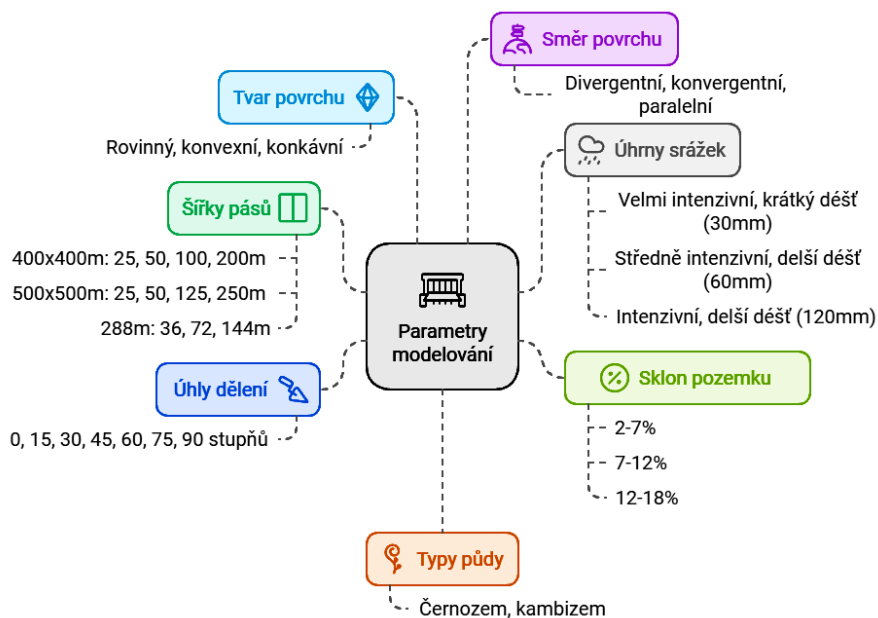 Směr povrchu
Divergentní, konvergentní,
paralelní
Tvar povrchu
Rovinný, konvexní, konkávní
Úhrny srážek
Velmi intenzivní, krátký déšť
(30mm)
Středně intenzivní, delší déšť
(60mm)
Intenzivní, delší déšť (120mm)
Šířky pásů
400x400m: 25, 50, 100, 200m
500x500m: 25, 50, 125, 250m
288m: 36, 72, 144m
Parametry
modelování
Úhly dělení
0, 15, 30, 45, 60, 75, 90 stupňů
Sklon pozemku
2-7%
7-12%
12-18%
Typy půdy
Černozem, kambizem